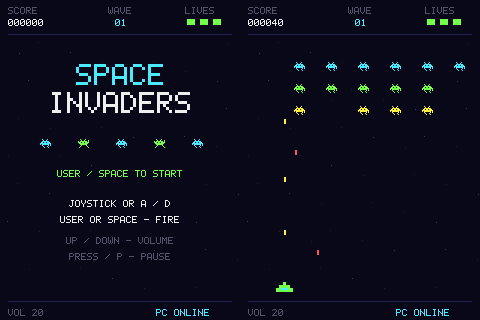 SCORE WAVE LIVES
000000 01
SPACE
INVADERS
USER / SPACE TO START
JOYSTICK OR A / D
USER OR SPACE - FIRE
UP / DOWN - VOLUME
PRESS / P - PAUSE
VOL 20 PC ONLINE
SCORE WAVE LIVES
000040 01
VOL 20 PC ONLINE